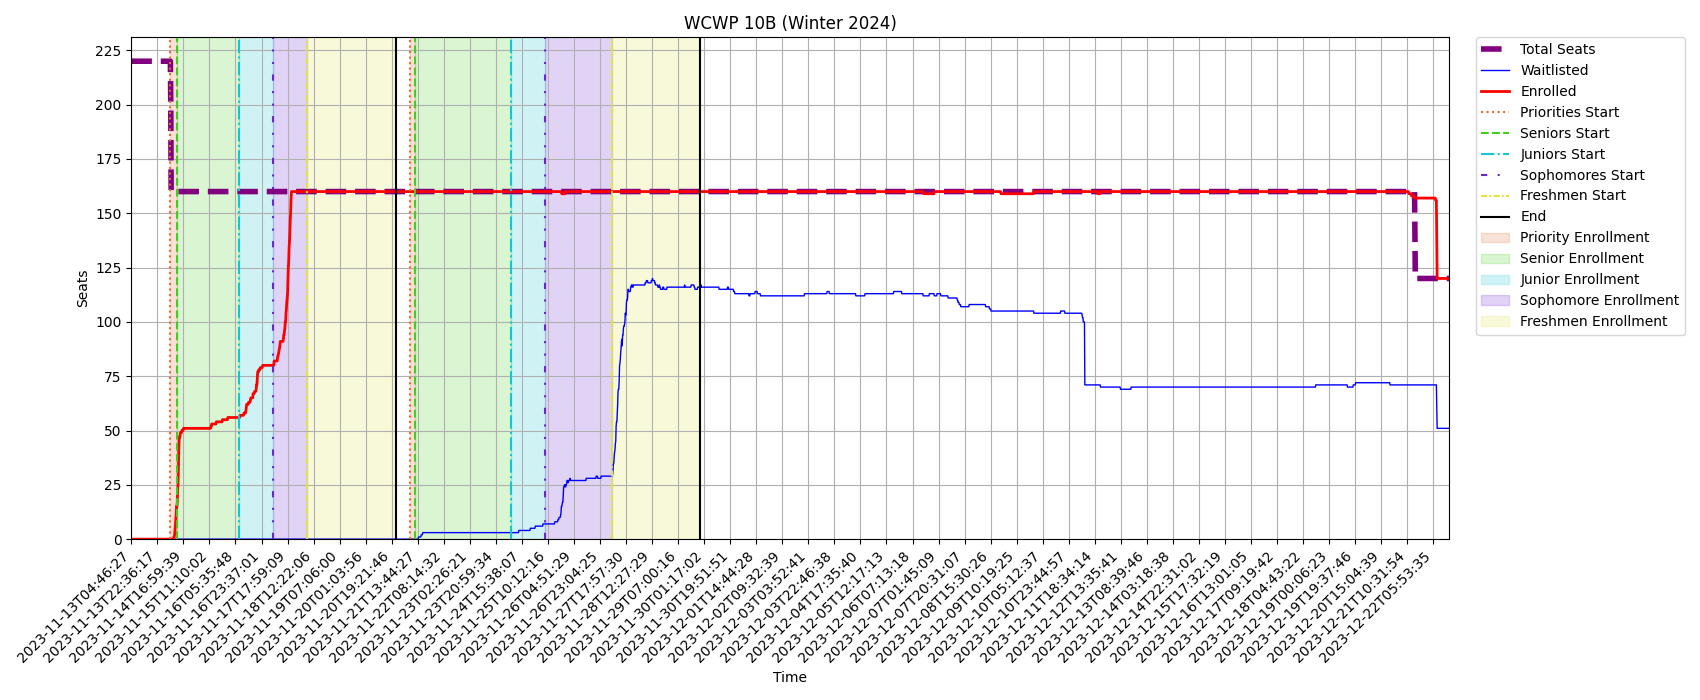 WCWP 10B (Winter 2024)
225
200
175
150
125
100
75
50
25
0
Seats
2023-11-13T04:46:27
2023-11-13T22:36:17
2023-11-14T16:59:39
2023-11-15T11:10:02
2023-11-16T05:35:48
2023-11-16T23:37:01
2023-11-17T17:59:03
2023-11-18T12:22:06
2023-11-19T07:06:00
2023-11-20T01:03:56
2023-11-20T19:21:46
2023-11-21T13:44:27
2023-11-22T08:14:32
2023-11-23T02:26:21
2023-11-23T20:59:34
2023-11-24T15:38:07
2023-11-25T10:12:16
2023-11-26T04:51:29
2023-11-26T23:04:25
2023-11-27T17:57:30
2023-11-28T12:27:29
2023-11-29T07:00:16
2023-11-30T01:17:02
2023-11-30T19:51:51
2023-12-01T14:44:28
2023-12-02T09:32:39
2023-12-03T03:52:41
2023-12-03T22:46:38
2023-12-04T17:35:40
2023-12-05T12:17:13
2023-12-06T07:13:18
2023-12-07T01:45:09
2023-12-07T20:31:07
2023-12-08T15:30:26
2023-12-09T10:19:25
2023-12-10T05:12:37
2023-12-10T23:44:57
2023-12-11T18:34:14
2023-12-12T13:35:41
2023-12-13T08:39:46
2023-12-14T03:18:38
2023-12-14T22:31:02
2023-12-15T17:32:19
2023-12-16T13:01:05
2023-12-17T09:19:42
2023-12-18T04:43:22
2023-12-19T00:06:23
2023-12-19T19:37:46
2023-12-20T15:04:39
2023-12-21T10:31:54
2023-12-22T05:53:35
Time
Total Seats
Waitlisted
Enrolled
Priorities Start
Seniors Start
Juniors Start
Sophomores Start
Freshmen Start
End
Priority Enrollment
Senior Enrollment
Junior Enrollment
Sophomore Enrollment
Freshmen Enrollment